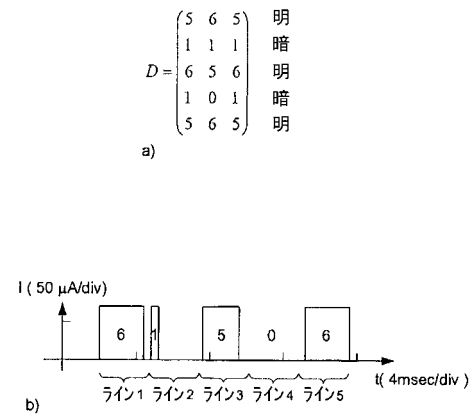 5 6 5 明
1 1 1 暗
D= 6 5 6 明
1 0 1 暗
5 6 5 明
a)
I ( 50 μA/div)
6 1 5 0 6
t( 4msec/div )
ライン1 ライン2 ライン3 ライン4 ライン5
b)